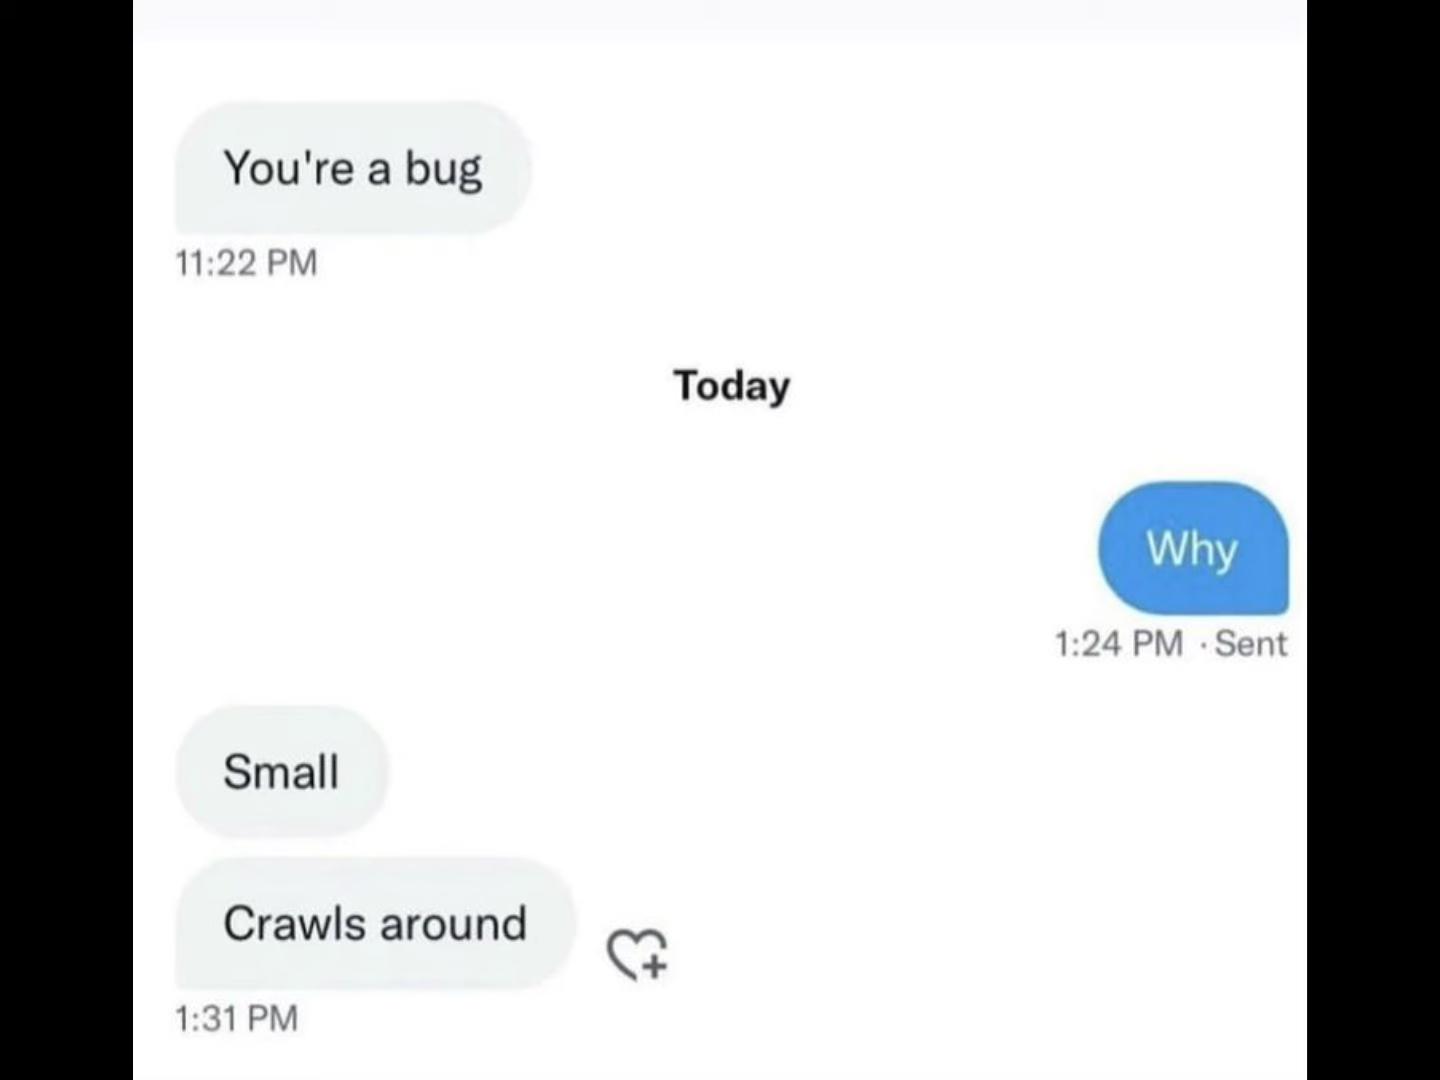 You're a bug
11:22 PM
Today
Why
1:24 PM · Sent
Small
Crawls around
1:31 PM